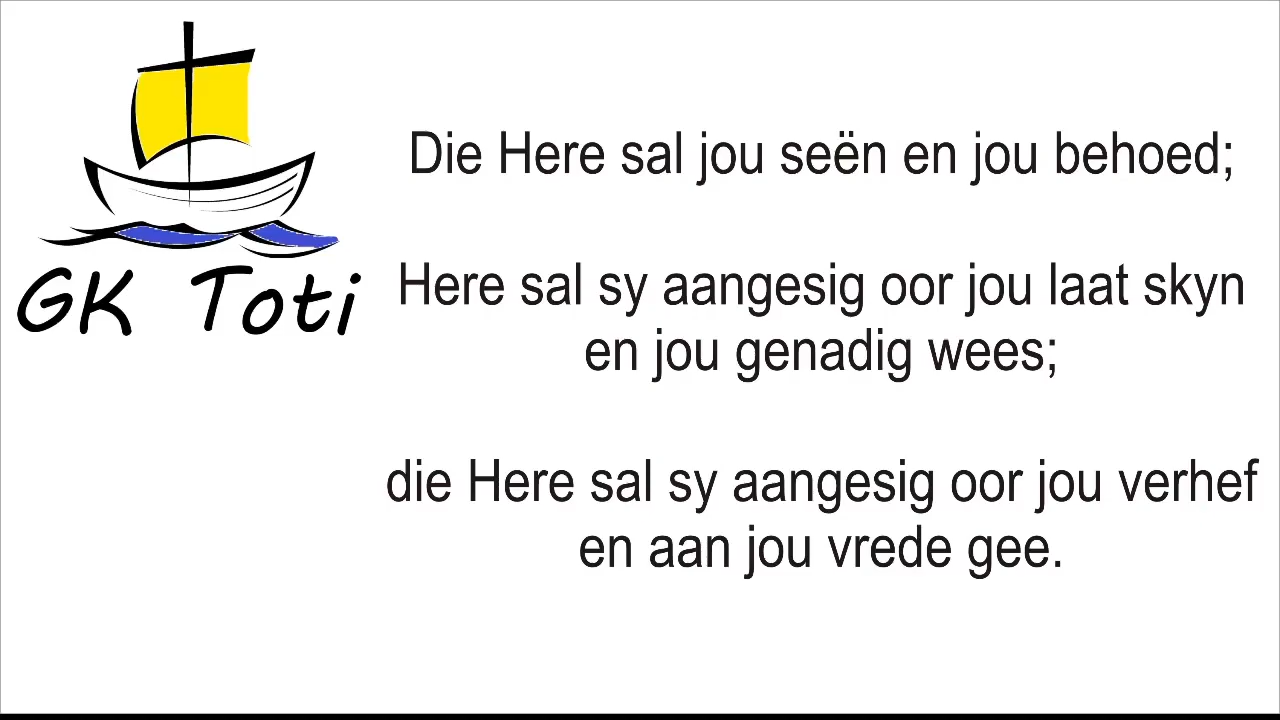 GK Toti
Die Here sal jou seën en jou behoed;
Here sal sy aangesig oor jou laat skyn
en jou genadig wees;
die Here sal sy aangesig oor jou verhef
en aan jou vrede gee.